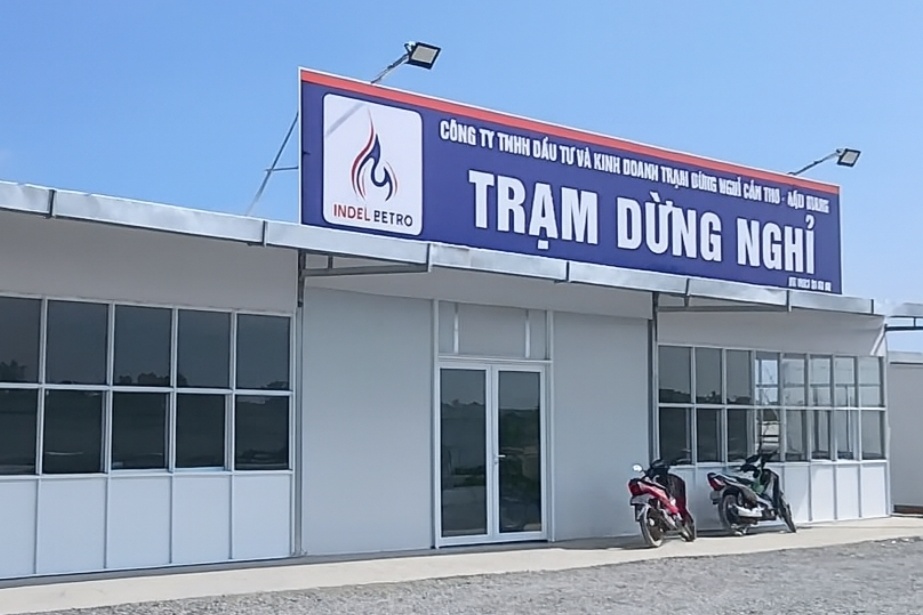 INDEL PETRO
CÔNG TY TNHH ĐẦU TƯ VÀ KINH DOANH TRẠM DỪNG NGHỈ CẦN THƠ - HẬU GIANG
TRẠM DỪNG NGHỈ